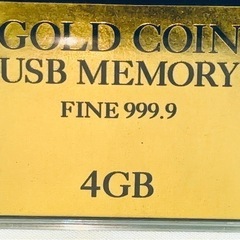 GOLD COIN
USB MEMORY
FINE 999.9
4GB